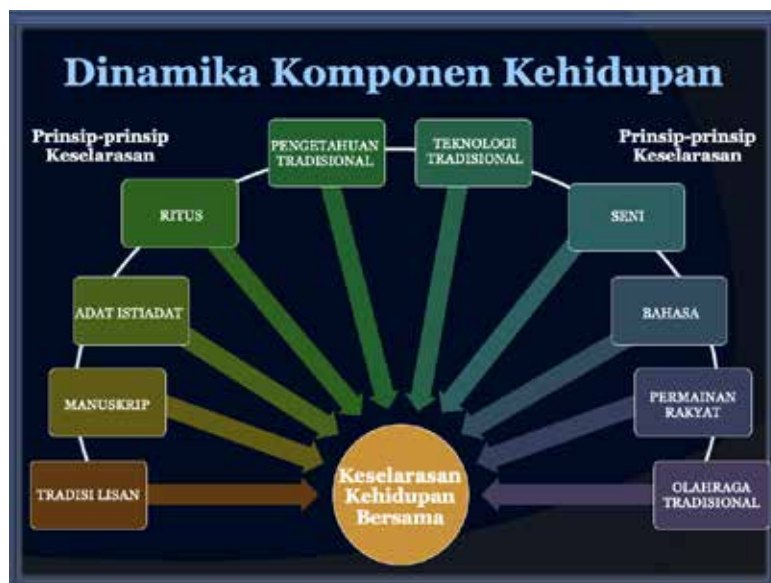 Dinamika Komponen Kehidupan
Prinsip-prinsip
Keselarasan
PENGETAHUAN
TRADISIONAL
TEKNOLOGI
TRADISIONAL
Prinsip-prinsip
Keselarasan
RITUS
SENI
ADAT ISTIADAT
BAHASA
MANUSKRIP
PERMAINAN
RAKYAT
TRADISI LISAN
Keselarasan
Kehidupan
Bersama
OLAHRAGA
TRADISIONAL